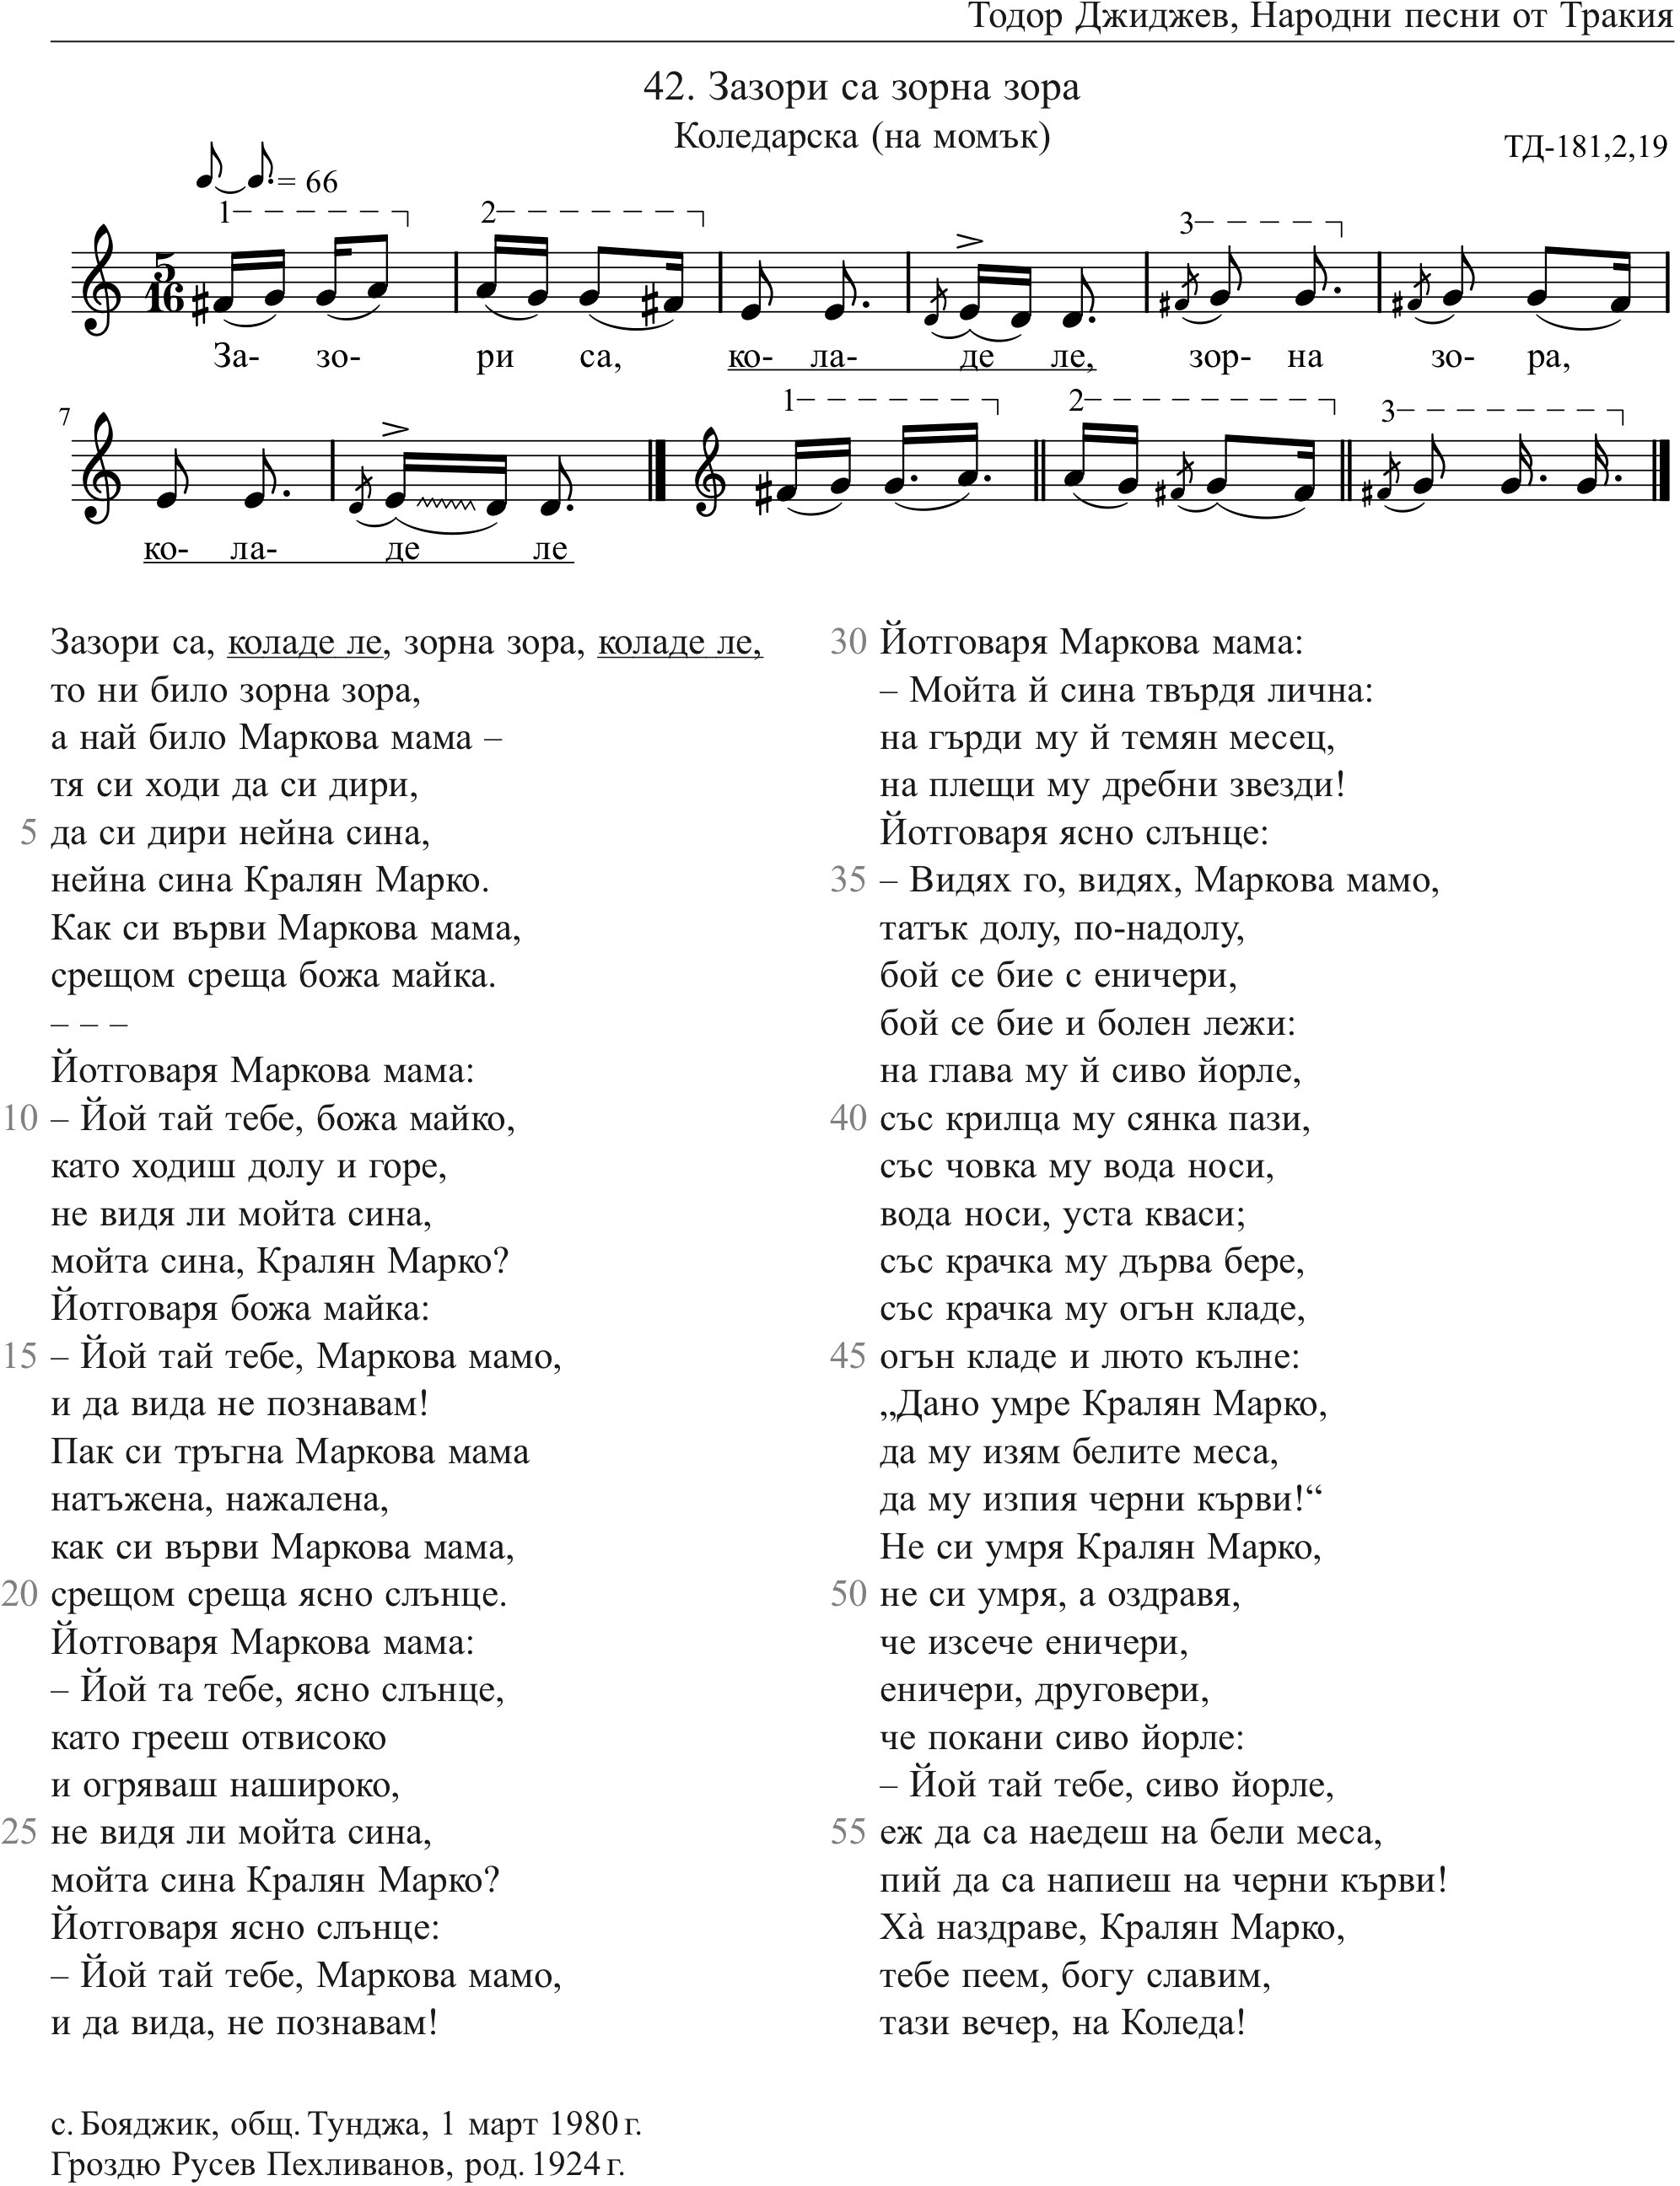 Тодор Джиджев, Народни песни от Тракия
42. Зазори са зорна зора
Коледарска (на момък)
ТД-181,2,19
= 66
1 2 3
5
16
За- зо- ри са, ко- ла- де ле, зор- на зо- ра,
7 1 2 3
ко- ла- де ле
Зазори са, коладе ле, зорна зора, коладе ле,
то ни било зорна зора,
а най било Маркова мама –
тя си ходи да си дири,
5 да си дири нейна сина,
нейна сина Кралян Марко.
Как си върви Маркова мама,
срещом среща божа майка.
– – –
Йотговаря Маркова мама:
10 – Йой тай тебе, божа майко,
като ходиш долу и горе,
не видя ли мойта сина,
мойта сина, Кралян Марко?
Йотговаря божа майка:
15 – Йой тай тебе, Маркова мамо,
и да вида не познавам!
Пак си тръгна Маркова мама
натъжена, нажалена,
как си върви Маркова мама,
20 срещом среща ясно слънце.
Йотговаря Маркова мама:
– Йой та тебе, ясно слънце,
като грееш отвисоко
и огряваш нашироко,
25 не видя ли мойта сина,
мойта сина Кралян Марко?
Йотговаря ясно слънце:
– Йой тай тебе, Маркова мамо,
и да вида, не познавам!
30 Йотговаря Маркова мама:
– Мойта й сина твърдя лична:
на гърди му й темян месец,
на плещи му дребни звезди!
Йотговаря ясно слънце:
35 – Видях го, видях, Маркова мамо,
татък долу, по-надолу,
бой се бие с еничери,
бой се бие и болен лежи:
на глава му й сиво йорле,
40 със крилца му сянка пази,
със човка му вода носи,
вода носи, уста кваси;
със крачка му дърва бере,
със крачка му огън кладе,
45 огън кладе и люто кълне:
„Дано умре Кралян Марко,
да му изям белите меса,
да му изпия черни кърви!“
Не си умря Кралян Марко,
50 не си умря, а оздравя,
че изсече еничери,
еничери, друговери,
че покани сиво йорле:
– Йой тай тебе, сиво йорле,
55 еж да са наедеш на бели меса,
пий да са напиеш на черни кърви!
Хà наздраве, Кралян Марко,
тебе пеем, богу славим,
тази вечер, на Коледа!
с. Бояджик, общ. Тунджа, 1 март 1980 г.
Гроздю Русев Пехливанов, род. 1924 г.